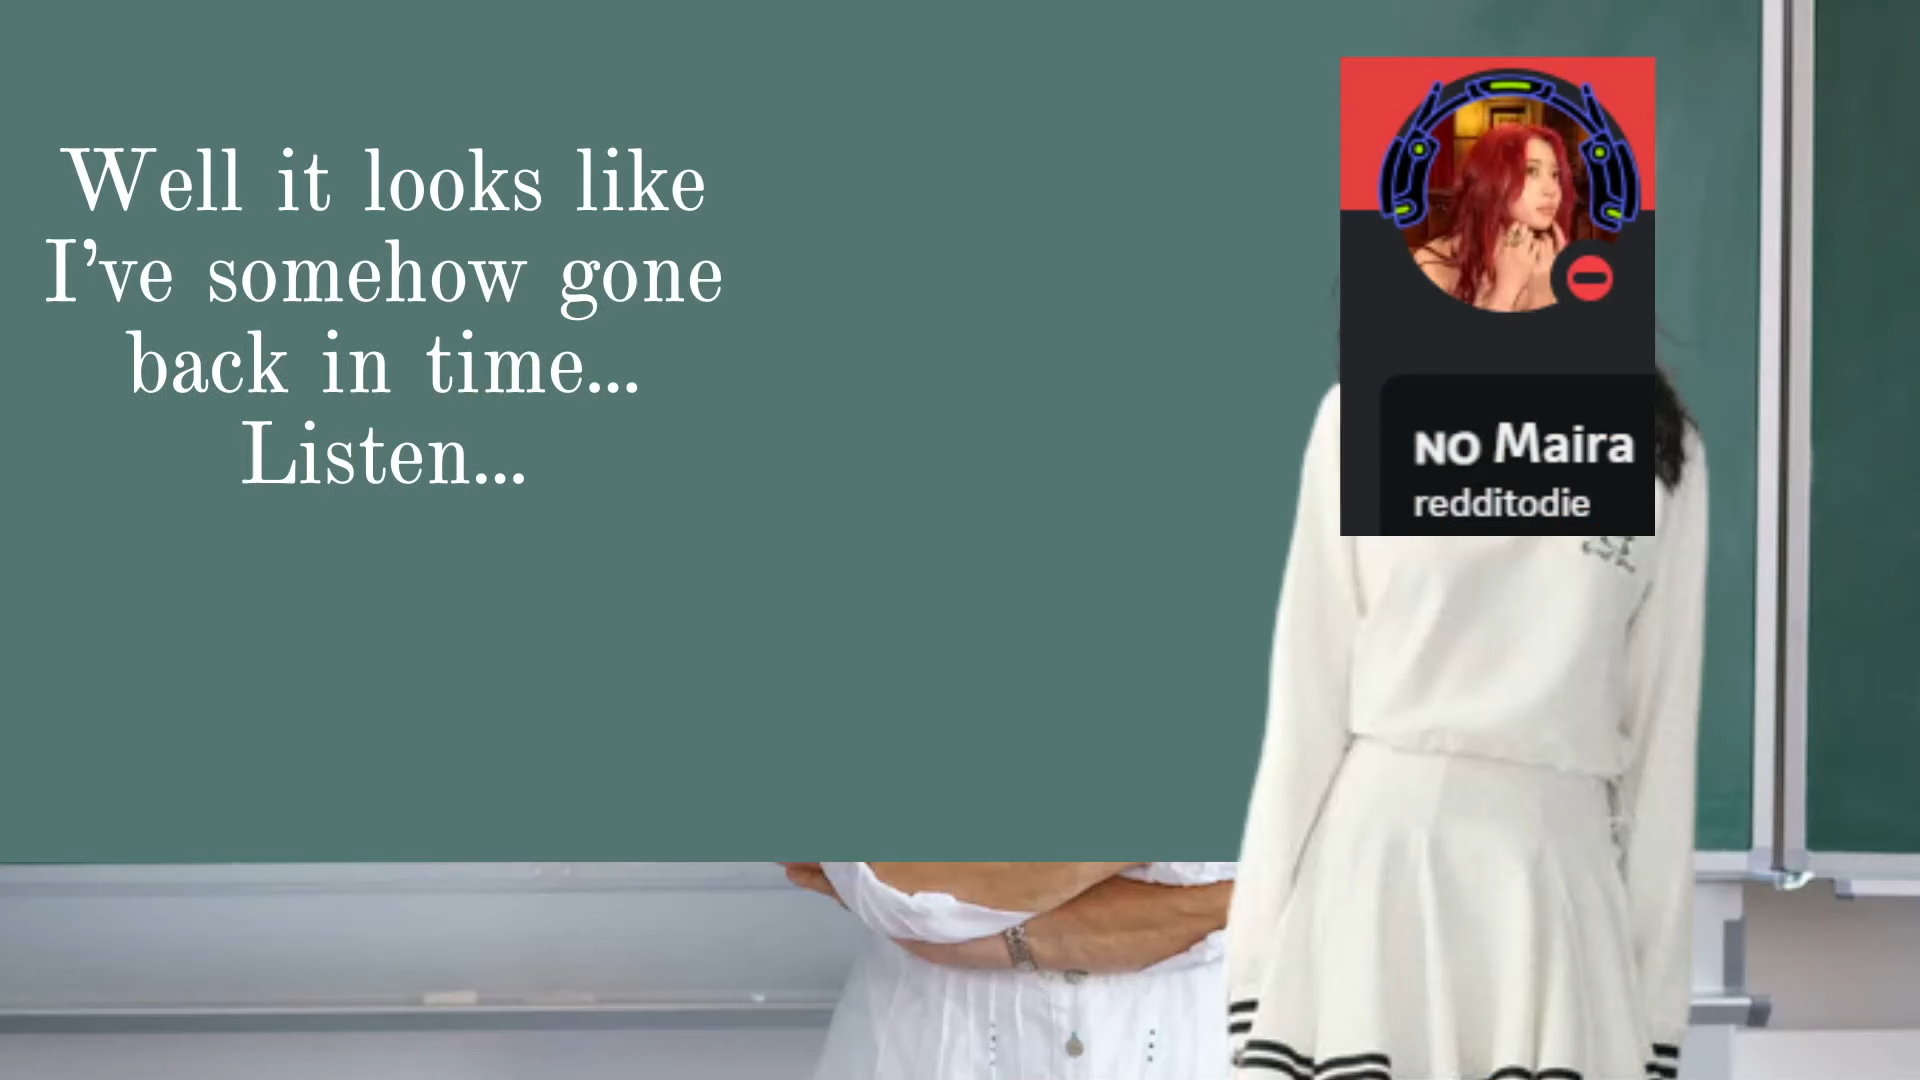 Well it looks like
I've somehow gone
back in time...
Listen...
NO Maira
redditodie